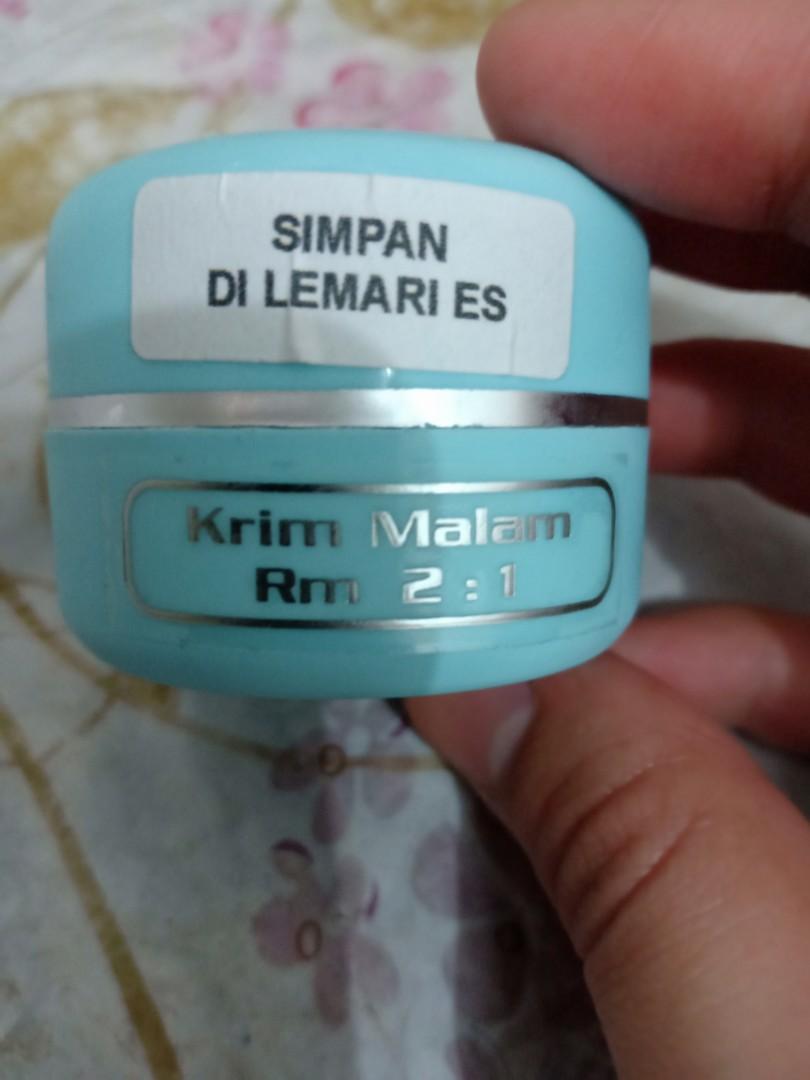 SIMPAN
DI LEMARI ES
Krim Malam
Rm 2 : 1